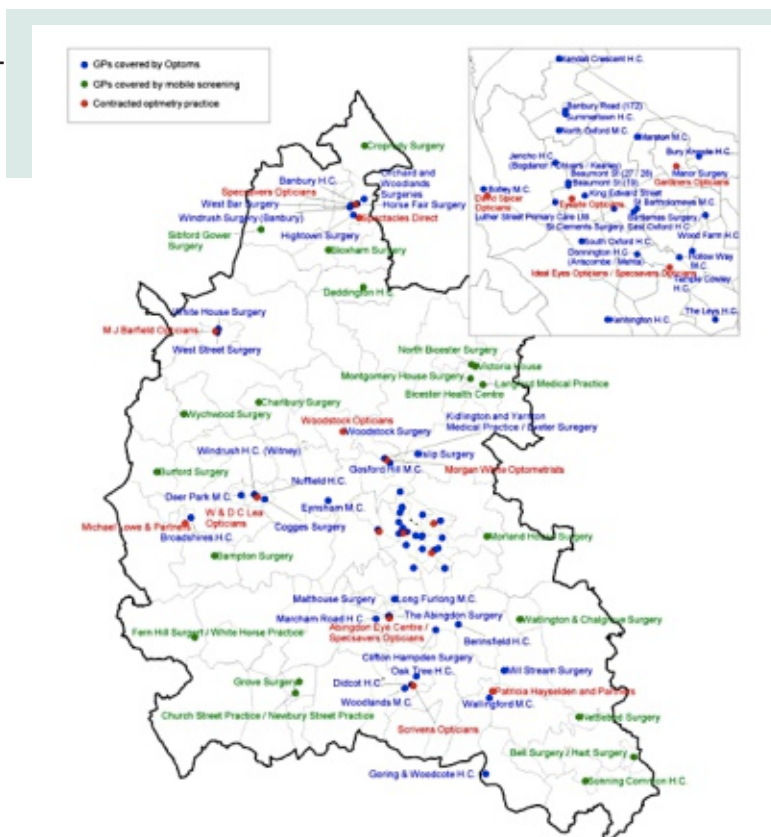 GPs covered by Optoms
GPs covered by mobile screening
Contracted optmetry practice
Kendall Crescent H.C.
Banbury Road (172)
Summertown H.C.
North Oxford M.C.
Marston M.C.
Bury Knowle H.C.
Jericho H.C.
Manor Surgery
Gardiners Opticians
Beaumont St (27 / 28)
Beaumont St (19)
King Edward Street
Botley M.C.
David Spicer
Opticians
Eyesite Opticians
St Bartholomews M.C.
Luther Street Primary Care Ltd
Bartlemas Surgery
St Clements Surgery
East Oxford H.C.
Wood Farm H.C.
South Oxford H.C.
Donnington H.C.
Hollow Way
M.C.
Ideal Eyes Opticians / Specsavers Opticians
Temple Cowley
H.C.
Kennington H.C.
The Leys H.C.
Cropredy Surgery
Banbury H.C.
Orchard and
Woodlands
Surgeries
Specsavers Opticians
West Bar Surgery
Horse Fair Surgery
Windrush Surgery (Banbury)
Spectacles Direct
Sibford Gower
Surgery
Hightown Surgery
Bloxham Surgery
Deddington H.C.
White House Surgery
M J Barfield Opticians
West Street Surgery
North Bicester Surgery
Victoria House
Montgomery House Surgery
Langford Medical Practice
Bicester Health Centre
Charlbury Surgery
Wychwood Surgery
Woodstock Opticians
Woodstock Surgery
Kidlington and Yarnton
Medical Practice / Exeter Suregery
Windrush H.C. (Witney)
Islip Surgery
Gosford Hill M.C.
Morgan White Optometrists
Burford Surgery
Nuffield H.C.
Deer Park M.C.
Eynsham M.C.
W & D C Lea
Opticians
Cogges Surgery
Michael Lowe & Partners
Broadshires H.C.
Morland House Surgery
Bampton Surgery
Malthouse Surgery
Long Furlong M.C.
Marcham Road H.C.
The Abingdon Surgery
Abingdon Eye Centre /
Specsavers Opticians
Watlington & Chalgrove Surgery
Berinsfield H.C.
Fern Hill Surgery / White Horse Practice
Clifton Hampden Surgery
Oak Tree H.C.
Mill Stream Surgery
Didcot H.C.
Grove Surgery
Woodlands M.C.
Patricia Hayselden and Partners
Wallingford M.C.
Church Street Practice / Newbury Street Practice
Scrivens Opticians
Nettlebed Surgery
Bell Surgery / Hart Surgery
Goring & Woodcote H.C.
Sonning Common H.C.